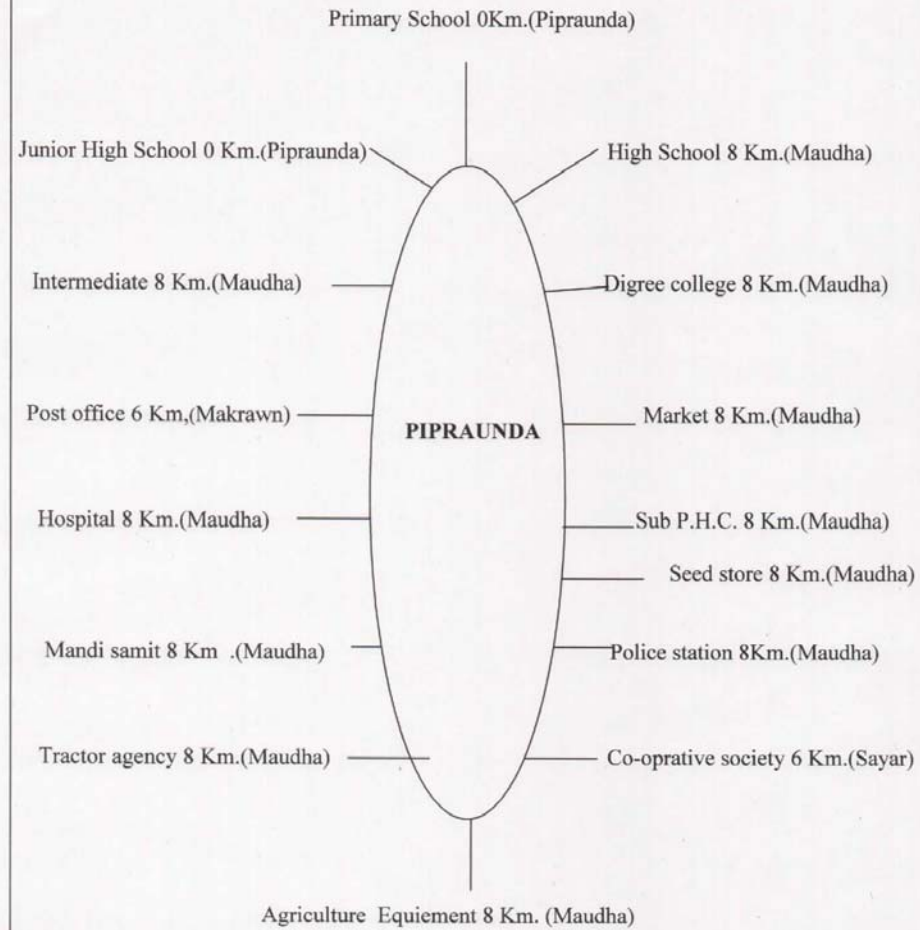 Primary School 0Km.(Pipraunda)
Junior High School 0 Km.(Pipraunda)
High School 8 Km.(Maudha)
Intermediate 8 Km.(Maudha)
Digree college 8 Km.(Maudha)
Post office 6 Km,(Makrawn)
Market 8 Km.(Maudha)
PIPRAUNDA
Hospital 8 Km.(Maudha)
Sub P.H.C. 8 Km.(Maudha)
Seed store 8 Km.(Maudha)
Mandi samit 8 Km .(Maudha)
Police station 8Km.(Maudha)
Tractor agency 8 Km.(Maudha)
Co-oprative society 6 Km.(Sayar)
Agriculture Equiement 8 Km. (Maudha)